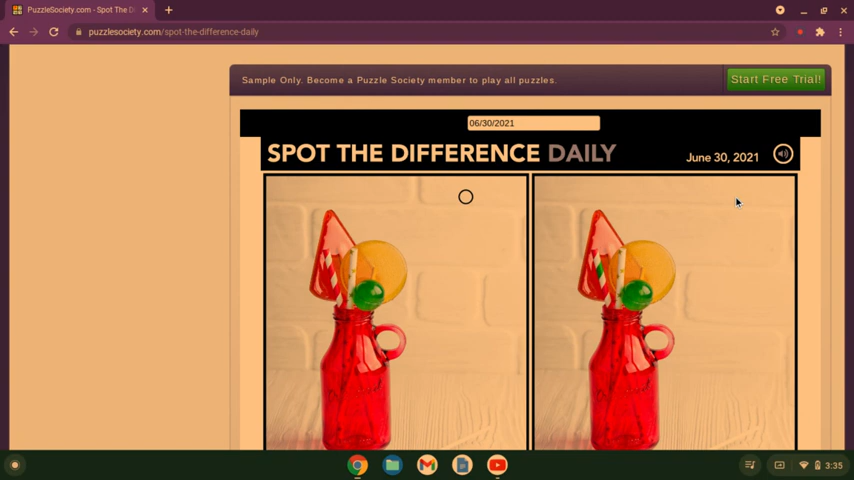 PuzzleSociety.com - Spot The Di
puzzlesociety.com/spot-the-difference-daily
Sample Only. Become a Puzzle Society member to play all puzzles.
Start Free Trial!
06/30/2021
SPOT THE DIFFERENCE DAILY
June 30, 2021
3:35